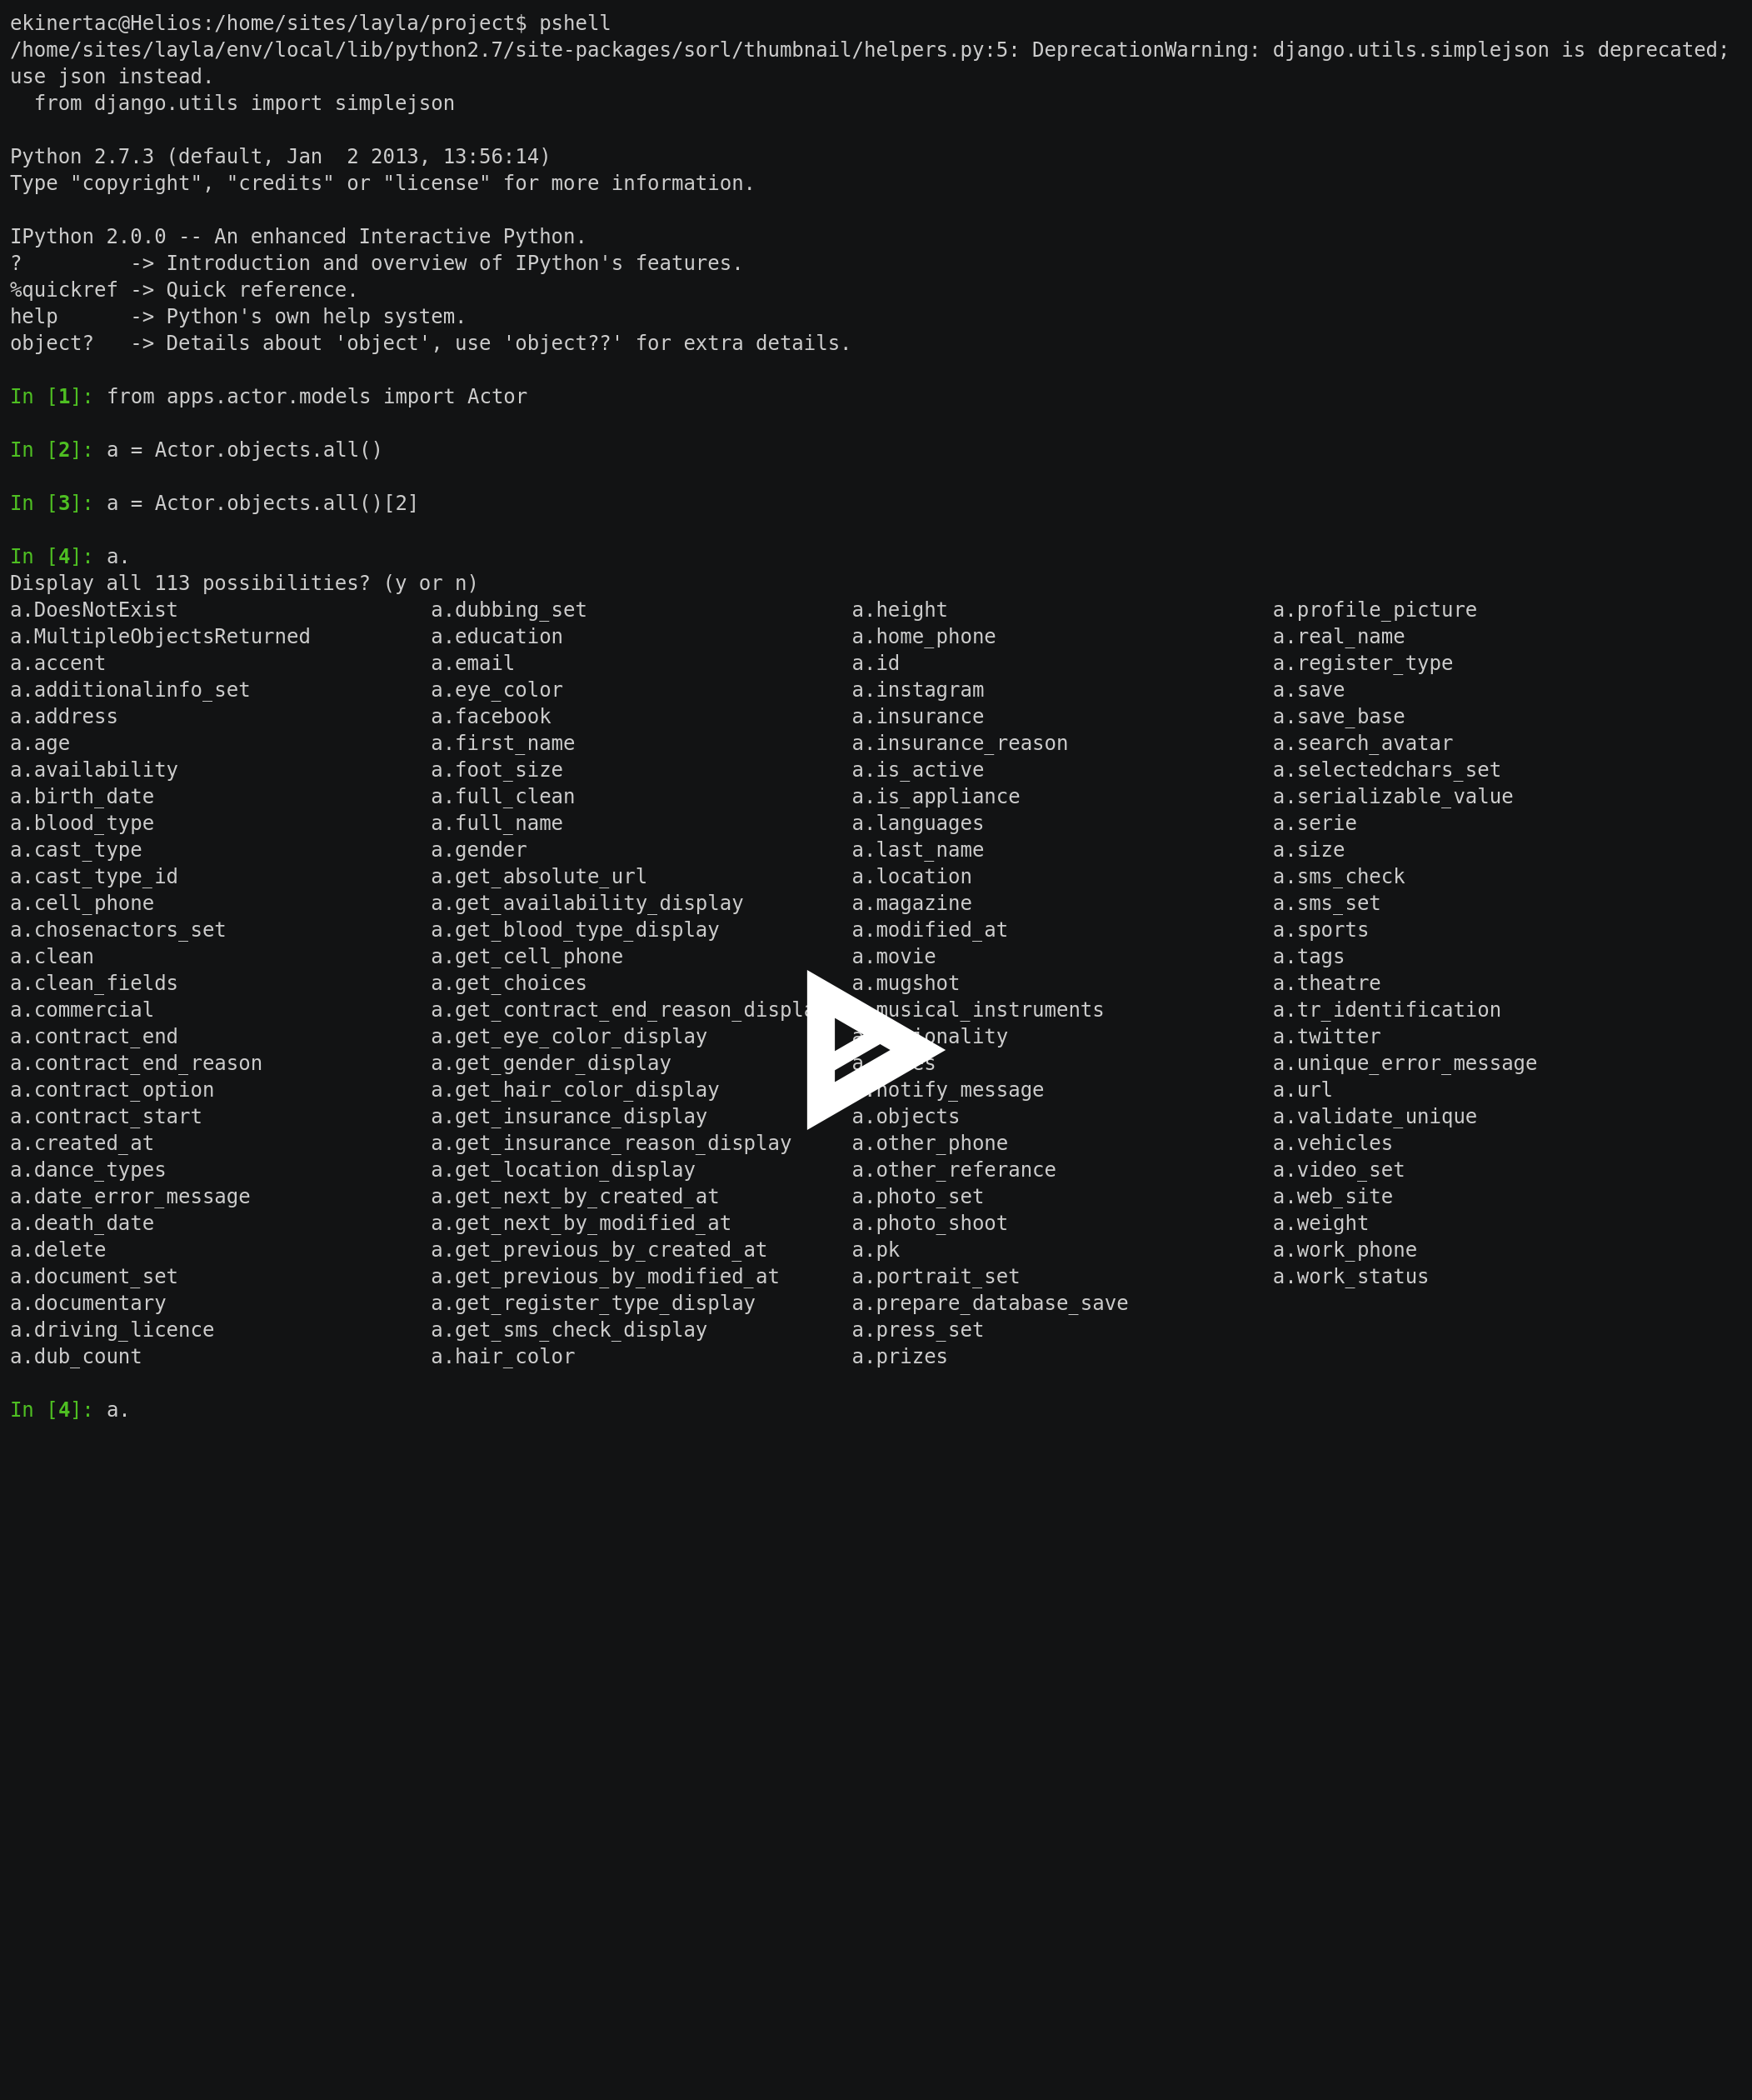 ekinertac@Helios:/home/sites/layla/project$ pshell
/home/sites/layla/env/local/lib/python2.7/site-packages/sorl/thumbnail/helpers.py:5: DeprecationWarning: django.utils.simplejson is deprecated;
use json instead.
  from django.utils import simplejson

Python 2.7.3 (default, Jan  2 2013, 13:56:14)
Type "copyright", "credits" or "license" for more information.

IPython 2.0.0 -- An enhanced Interactive Python.
?         -> Introduction and overview of IPython's features.
%quickref -> Quick reference.
help      -> Python's own help system.
object?   -> Details about 'object', use 'object??' for extra details.

In [1]: from apps.actor.models import Actor

In [2]: a = Actor.objects.all()

In [3]: a = Actor.objects.all()[2]

In [4]: a.
Display all 113 possibilities? (y or n)
a.DoesNotExist                     a.dubbing_set                      a.height                           a.profile_picture
a.MultipleObjectsReturned          a.education                        a.home_phone                       a.real_name
a.accent                           a.email                            a.id                               a.register_type
a.additionalinfo_set               a.eye_color                        a.instagram                        a.save
a.address                          a.facebook                         a.insurance                        a.save_base
a.age                              a.first_name                       a.insurance_reason                 a.search_avatar
a.availability                     a.foot_size                        a.is_active                        a.selectedchars_set
a.birth_date                       a.full_clean                       a.is_appliance                     a.serializable_value
a.blood_type                       a.full_name                        a.languages                        a.serie
a.cast_type                        a.gender                           a.last_name                        a.size
a.cast_type_id                     a.get_absolute_url                 a.location                         a.sms_check
a.cell_phone                       a.get_availability_display         a.magazine                         a.sms_set
a.chosenactors_set                 a.get_blood_type_display           a.modified_at                      a.sports
a.clean                            a.get_cell_phone                   a.movie                            a.tags
a.clean_fields                     a.get_choices                      a.mugshot                          a.theatre
a.commercial                       a.get_contract_end_reason_displa   musical_instruments                a.tr_identification
a.contract_end                     a.get_eye_color_display                                               a.twitter
a.contract_end_reason              a.get_gender_display                                                  a.unique_error_message
a.contract_option                  a.get_hair_color_display           notify_message                     a.url
a.contract_start                   a.get_insurance_display            a.objects                          a.validate_unique
a.created_at                       a.get_insurance_reason_display     a.other_phone                      a.vehicles
a.dance_types                      a.get_location_display             a.other_referance                  a.video_set
a.date_error_message               a.get_next_by_created_at           a.photo_set                        a.web_site
a.death_date                       a.get_next_by_modified_at          a.photo_shoot                      a.weight
a.delete                           a.get_previous_by_created_at       a.pk                               a.work_phone
a.document_set                     a.get_previous_by_modified_at      a.portrait_set                     a.work_status
a.documentary                      a.get_register_type_display        a.prepare_database_save
a.driving_licence                  a.get_sms_check_display            a.press_set
a.dub_count                        a.hair_color                       a.prizes

In [4]: a.